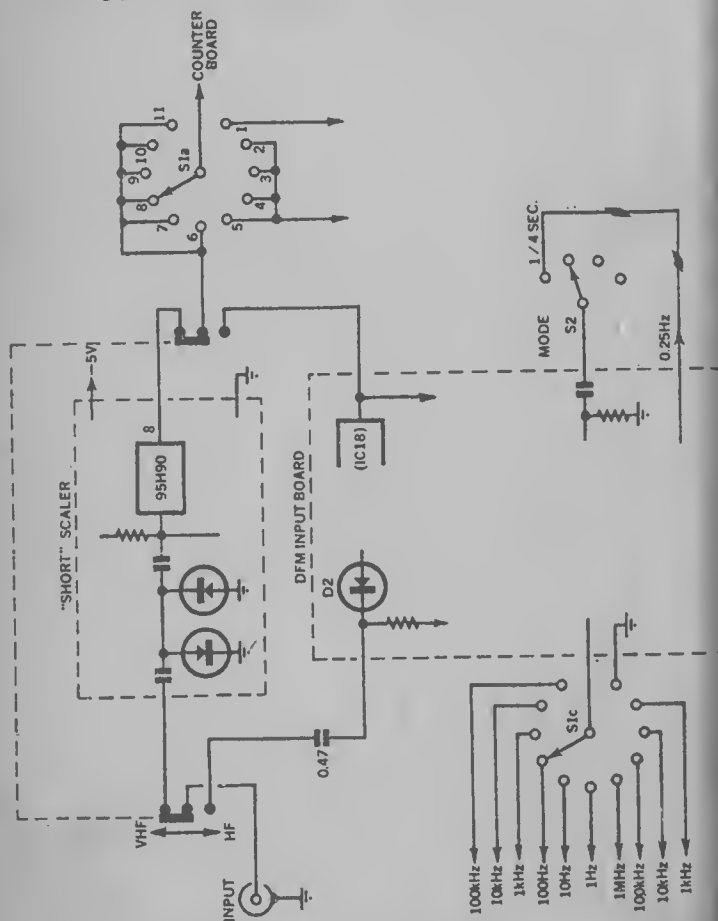 COUNTER
BOARD
11
10
9
S1a
8
7
6
1
2
3
4
5
-5V
"SHORT" SCALER
8
95H90
VHF
HF
INPUT
0.47
DFM INPUT BOARD
D2
(IC18)
1/4 SEC.
MODE
S2
0.25Hz
S1c
100kHz
10kHz
1kHz
100Hz
10Hz
1Hz
1MHz
100kHz
10kHz
1kHz